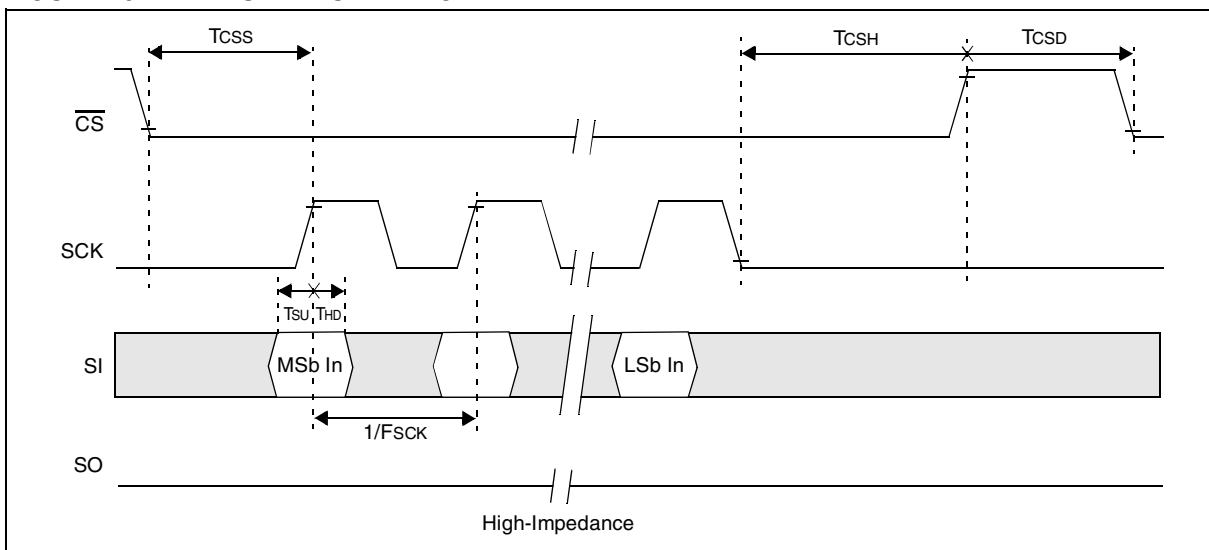 TCSS
TCSH
TCSD
CS
SCK
TSU
THD
SI
MSb In
LSb In
1/FSCK
SO
High-Impedance